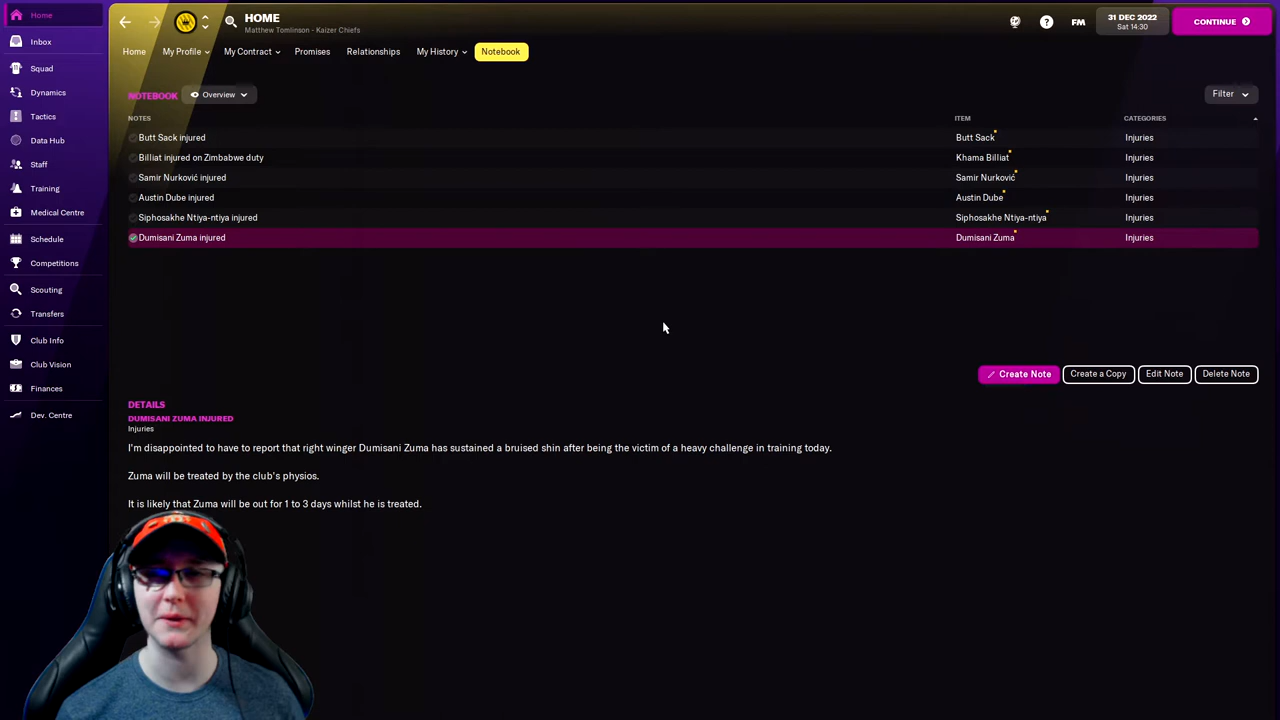 Home
Inbox
Squad
Dynamics
Tactics
Data Hub
Staff
Training
Medical Centre
Schedule
Competitions
Scouting
Transfers
Club Info
Club Vision
Finances
Dev. Centre
HOME
Matthew Tomlinson - Kaizer Chiefs
FM
31 DEC 2022
Sat 14:30
CONTINUE
Home My Profile My Contract Promises Relationships My History Notebook
NOTEBOOK Overview Filter
NOTES ITEM CATEGORIES
Butt Sack injured Butt Sack Injuries
Billiat injured on Zimbabwe duty Khama Billiat Injuries
Samir Nurković injured Samir Nurković Injuries
Austin Dube injured Austin Dube Injuries
Siphosakhe Ntiya-ntiya injured Siphosakhe Ntiya-ntiya Injuries
Dumisani Zuma injured Dumisani Zuma Injuries
Create Note Create a Copy Edit Note Delete Note
DETAILS
DUMISANI ZUMA INJURED
Injuries
I'm disappointed to have to report that right winger Dumisani Zuma has sustained a bruised shin after being the victim of a heavy challenge in training today.
Zuma will be treated by the club's physios.
It is likely that Zuma will be out for 1 to 3 days whilst he is treated.